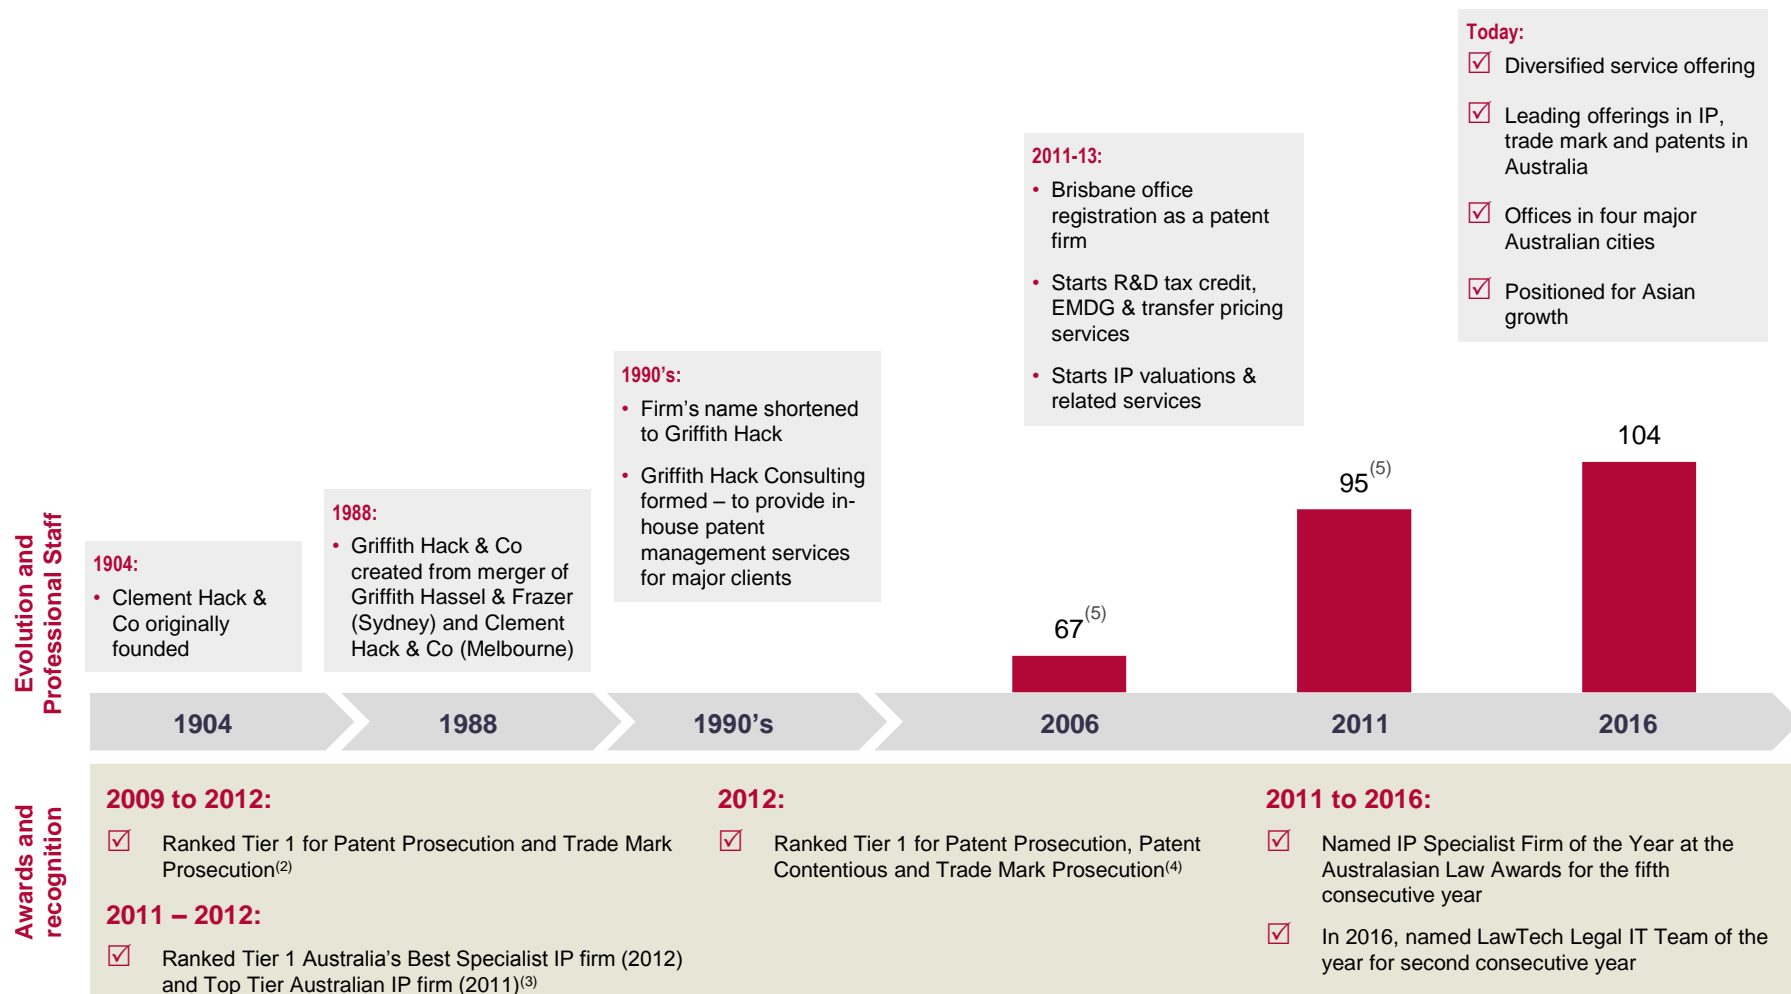 Today:
☑ Diversified service offering
☑ Leading offerings in IP,
trade mark and patents in
Australia
☑ Offices in four major
Australian cities
☑ Positioned for Asian
growth
2011-13:
• Brisbane office
registration as a patent
firm
• Starts R&D tax credit,
EMDG & transfer pricing
services
• Starts IP valuations &
related services
1990's:
• Firm's name shortened
to Griffith Hack
• Griffith Hack Consulting
formed – to provide in-
house patent
management services
for major clients
1988:
• Griffith Hack & Co
created from merger of
Griffith Hassel & Frazer
(Sydney) and Clement
Hack & Co (Melbourne)
1904:
• Clement Hack &
Co originally
founded
67(5)
95(5)
104
Evolution and
Professional Staff
1904
1988
1990's
2006
2011
2016
Awards and
recognition
2009 to 2012:
☑ Ranked Tier 1 for Patent Prosecution and Trade Mark
Prosecution(2)
2011 – 2012:
☑ Ranked Tier 1 Australia's Best Specialist IP firm (2012)
and Top Tier Australian IP firm (2011)(3)
2012:
☑ Ranked Tier 1 for Patent Prosecution, Patent
Contentious and Trade Mark Prosecution(4)
2011 to 2016:
☑ Named IP Specialist Firm of the Year at the
Australasian Law Awards for the fifth
consecutive year
☑ In 2016, named LawTech Legal IT Team of the
year for second consecutive year